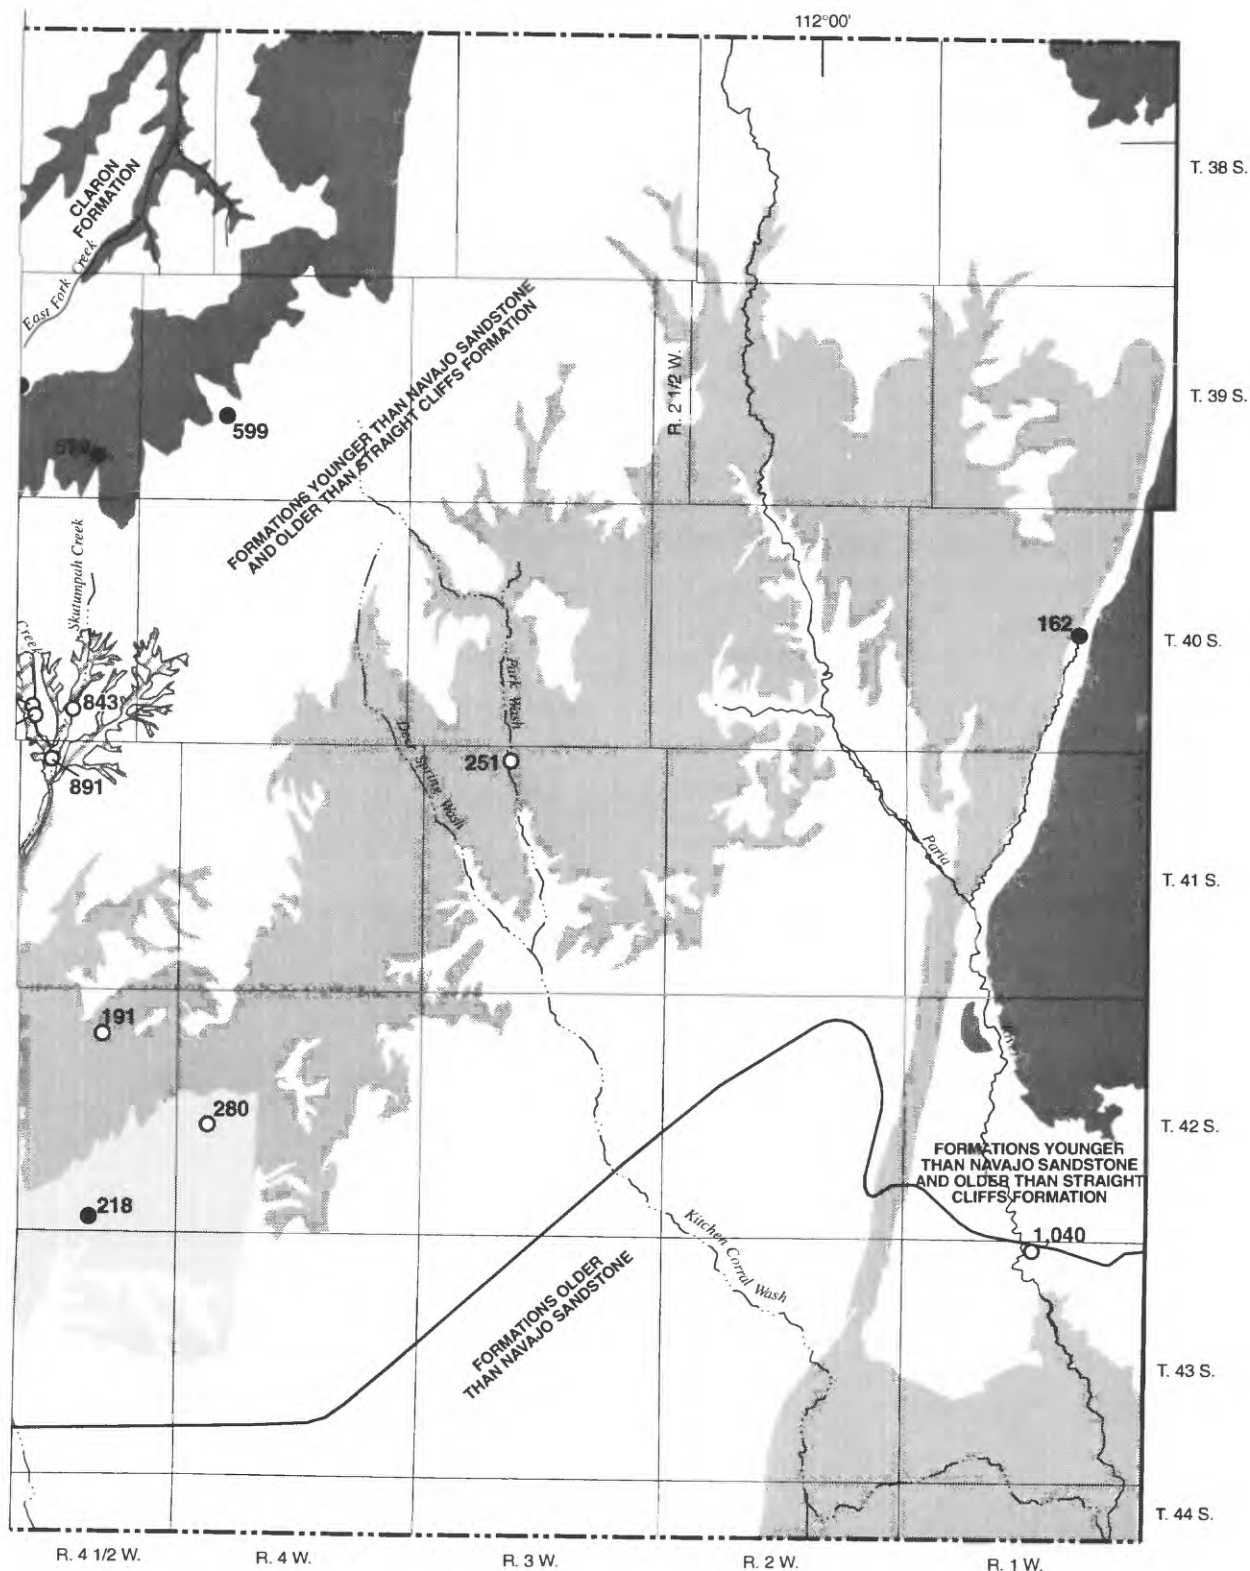 112°00'
T. 38 S.
CLARON
FORMATION
East Fork Creek
FORMATIONS YOUNGER THAN NAVAJO SANDSTONE
AND OLDER THAN STRAIGHT CLIFFS FORMATION
R. 2 1/2 W.
T. 39 S.
599
Skutumpah Creek
Creek
162
T. 40 S.
843
Park Wash
251
891
Deer Spring Wash
Paria
T. 41 S.
191
River
280
T. 42 S.
FORMATIONS YOUNGER
THAN NAVAJO SANDSTONE
AND OLDER THAN STRAIGHT
CLIFFS FORMATION
218
1,040
Kitchen Corral Wash
FORMATIONS OLDER
THAN NAVAJO SANDSTONE
T. 43 S.
T. 44 S.
R. 4 1/2 W.
R. 4 W.
R. 3 W.
R. 2 W.
R. 1 W.